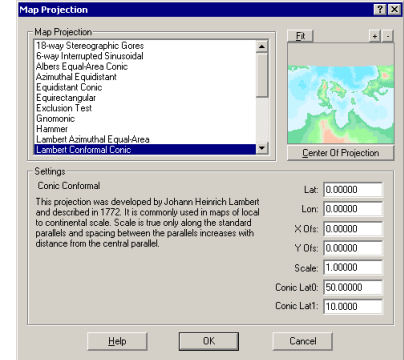 Map Projection
? ×
Map Projection
18-way Stereographic Gores
6-way Interrupted Sinusoidal
Albers Equal-Area Conic
Azimuthal Equidistant
Equidistant Conic
Equirectangular
Exclusion Test
Gnomonic
Hammer
Lambert Azimuthal Equal-Area
Lambert Conformal Conic
Fit
+ -
Center Of Projection
Settings
Conic Conformal
This projection was developed by Johann Heinrich Lambert
and described in 1772. It is commonly used in maps of local
to continental scale. Scale is true only along the standard
parallels and spacing between the parallels increases with
distance from the central parallel.
Lat: 0.00000
Lon: 0.00000
X Ofs: 0.00000
Y Ofs: 0.00000
Scale: 1.00000
Conic Lat0: 50.00000
Conic Lat1: 10.0000
Help
OK
Cancel